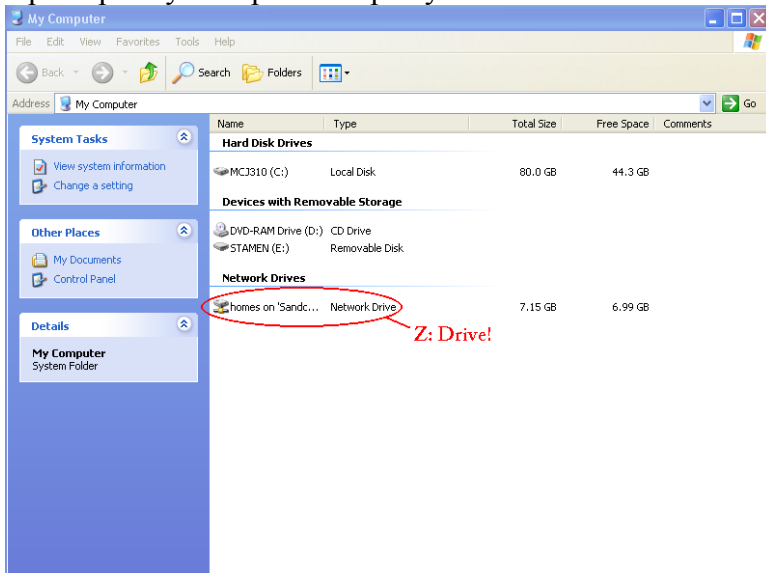 My Computer
File Edit View Favorites Tools Help
Back Search Folders
Address My Computer Go
Name Type Total Size Free Space Comments
System Tasks
View system information
Change a setting
Other Places
My Documents
Control Panel
Details
My Computer
System Folder
Hard Disk Drives
MCJ310 (C:) Local Disk 80.0 GB 44.3 GB
Devices with Removable Storage
DVD-RAM Drive (D:) CD Drive
STAMEN (E:) Removable Disk
Network Drives
homes on 'Sandc... Network Drive 7.15 GB 6.99 GB
Z: Drive!